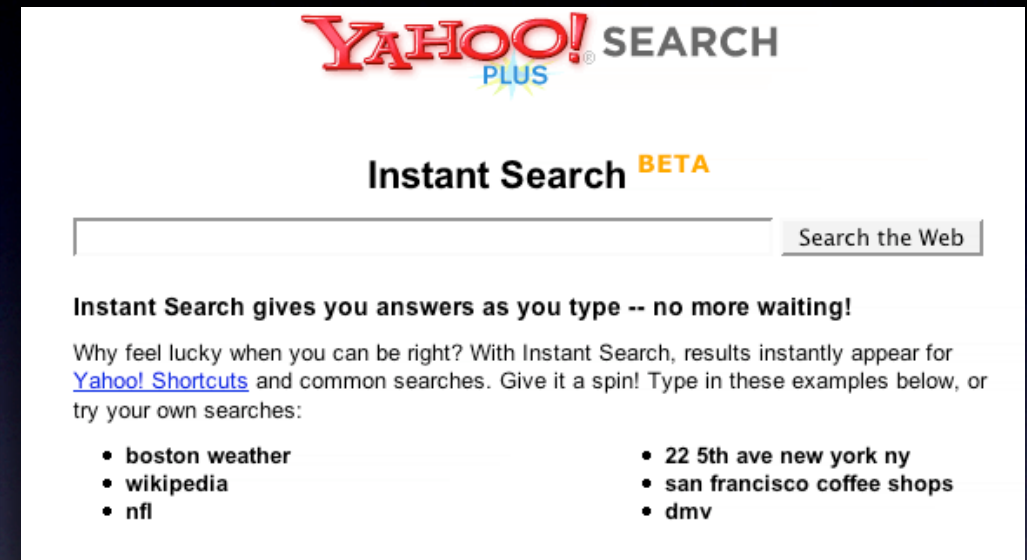 YAHOO!® SEARCH
PLUS
Instant Search BETA
Search the Web
Instant Search gives you answers as you type -- no more waiting!
Why feel lucky when you can be right? With Instant Search, results instantly appear for
Yahoo! Shortcuts and common searches. Give it a spin! Type in these examples below, or
try your own searches:
• boston weather
• wikipedia
• nfl
• 22 5th ave new york ny
• san francisco coffee shops
• dmv